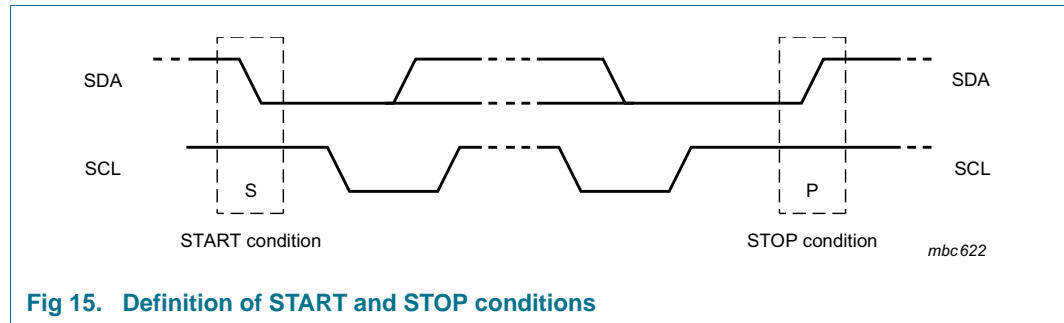 SDA
SDA
SCL
SCL
S
P
START condition
STOP condition
mbc622
Fig 15. Definition of START and STOP conditions